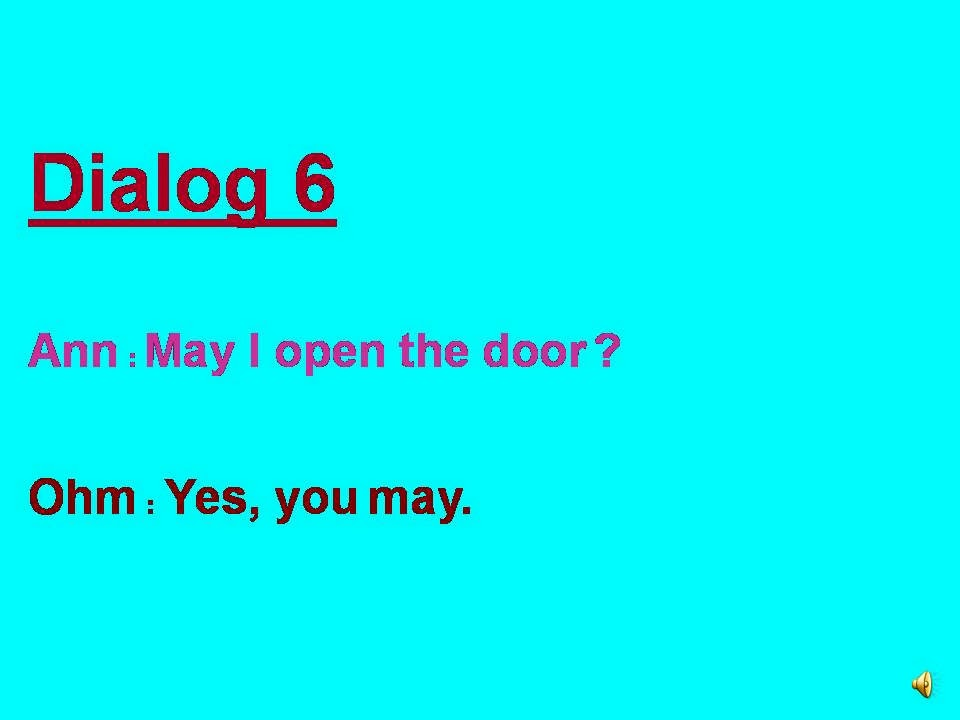 Dialog 6
Ann : May I open the door ?
Ohm : Yes, you may.